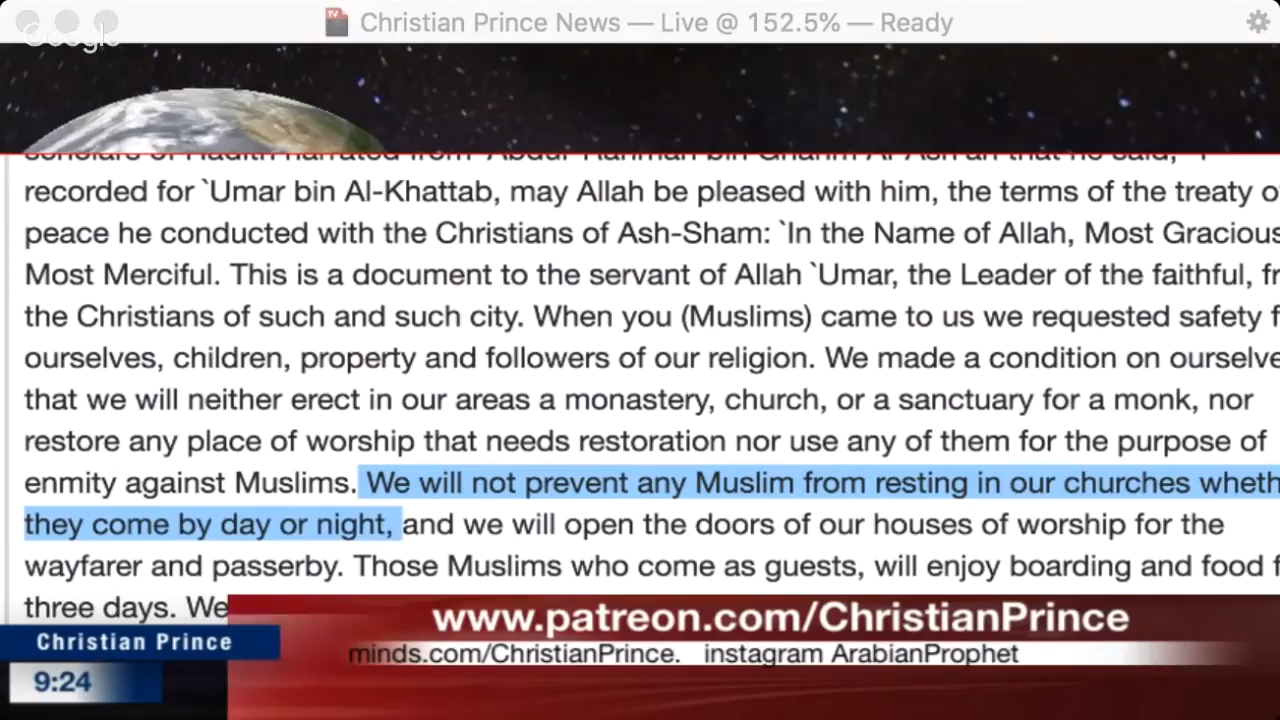 Christian Prince News — Live @ 152.5% — Ready
Google
TV
recorded for `Umar bin Al-Khattab, may Allah be pleased with him, the terms of the treaty o
peace he conducted with the Christians of Ash-Sham: `In the Name of Allah, Most Gracious
Most Merciful. This is a document to the servant of Allah `Umar, the Leader of the faithful, fr
the Christians of such and such city. When you (Muslims) came to us we requested safety f
ourselves, children, property and followers of our religion. We made a condition on ourselve
that we will neither erect in our areas a monastery, church, or a sanctuary for a monk, nor
restore any place of worship that needs restoration nor use any of them for the purpose of
enmity against Muslims. We will not prevent any Muslim from resting in our churches wheth
they come by day or night, and we will open the doors of our houses of worship for the
wayfarer and passerby. Those Muslims who come as guests, will enjoy boarding and food f
three days. We
www.patreon.com/ChristianPrince
Christian Prince
minds.com/ChristianPrince. instagram ArabianProphet
9:24